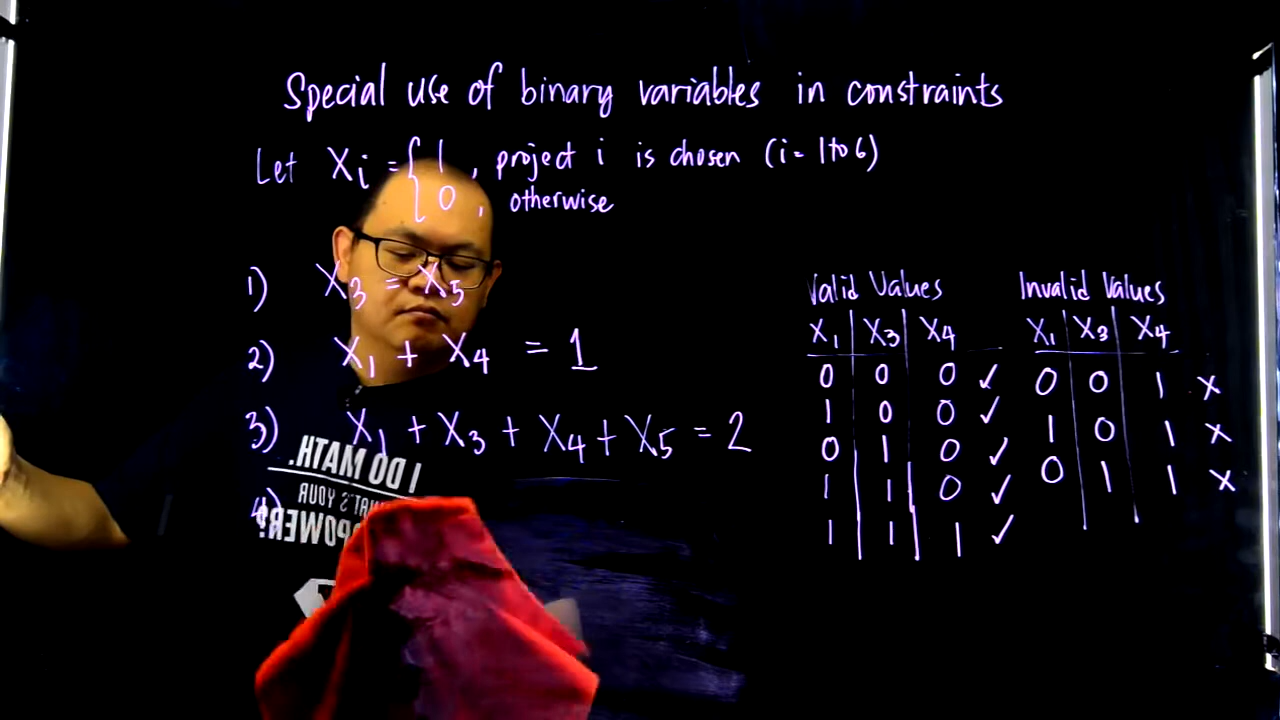 Special use of binary variables in constraints
Let Xi = { 1 , project i is chosen (i = 1 to 6)
0 , otherwise
1) X3 = X5
2) X1 + X4 = 1
3) X1 + X3 + X4 + X5 = 2
4)
Valid Values
X1 X3 X4
0 0 0 ✓
1 0 0 ✓
0 1 0 ✓
1 1 0 ✓
1 1 1 ✓
Invalid Values
X1 X3 X4
0 0 1 x
1 0 1 x
0 1 1 x
I DO MATH.
WHAT'S YOUR